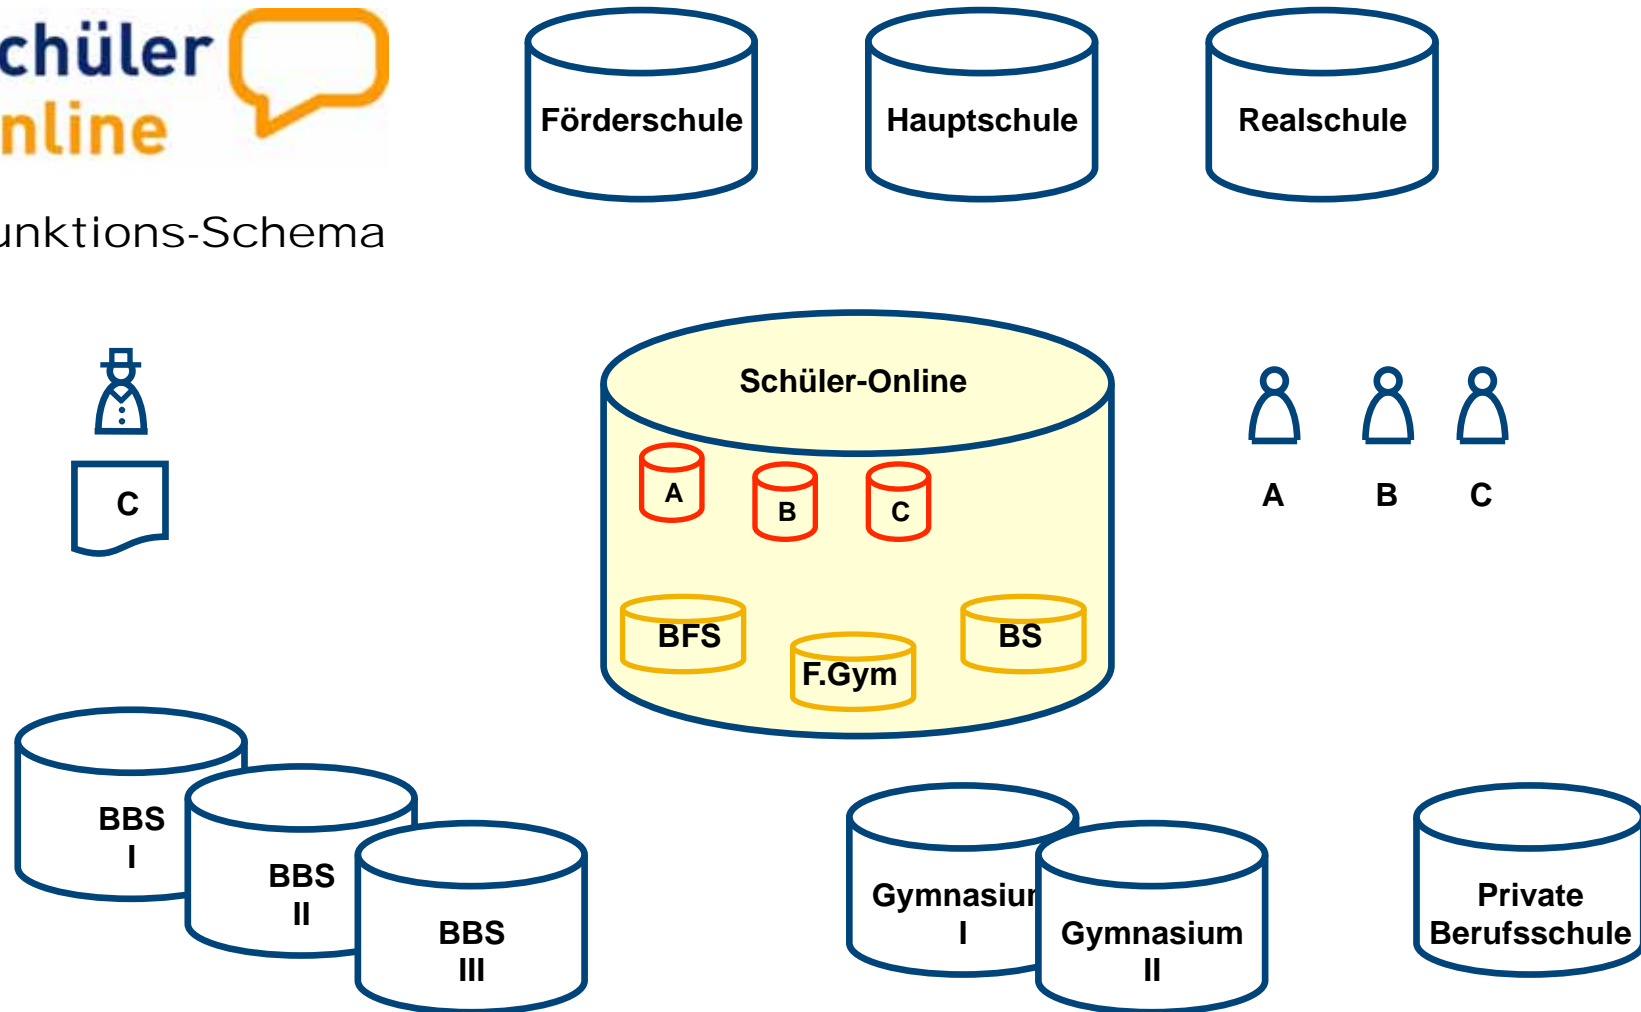 chüler
nline
unktions-Schema
Förderschule
Hauptschule
Realschule
Schüler-Online
A
B
C
C
A
B
C
BFS
F.Gym
BS
BBS
I
BBS
II
BBS
III
Gymnasiur
I
Gymnasium
II
Private
Berufsschule